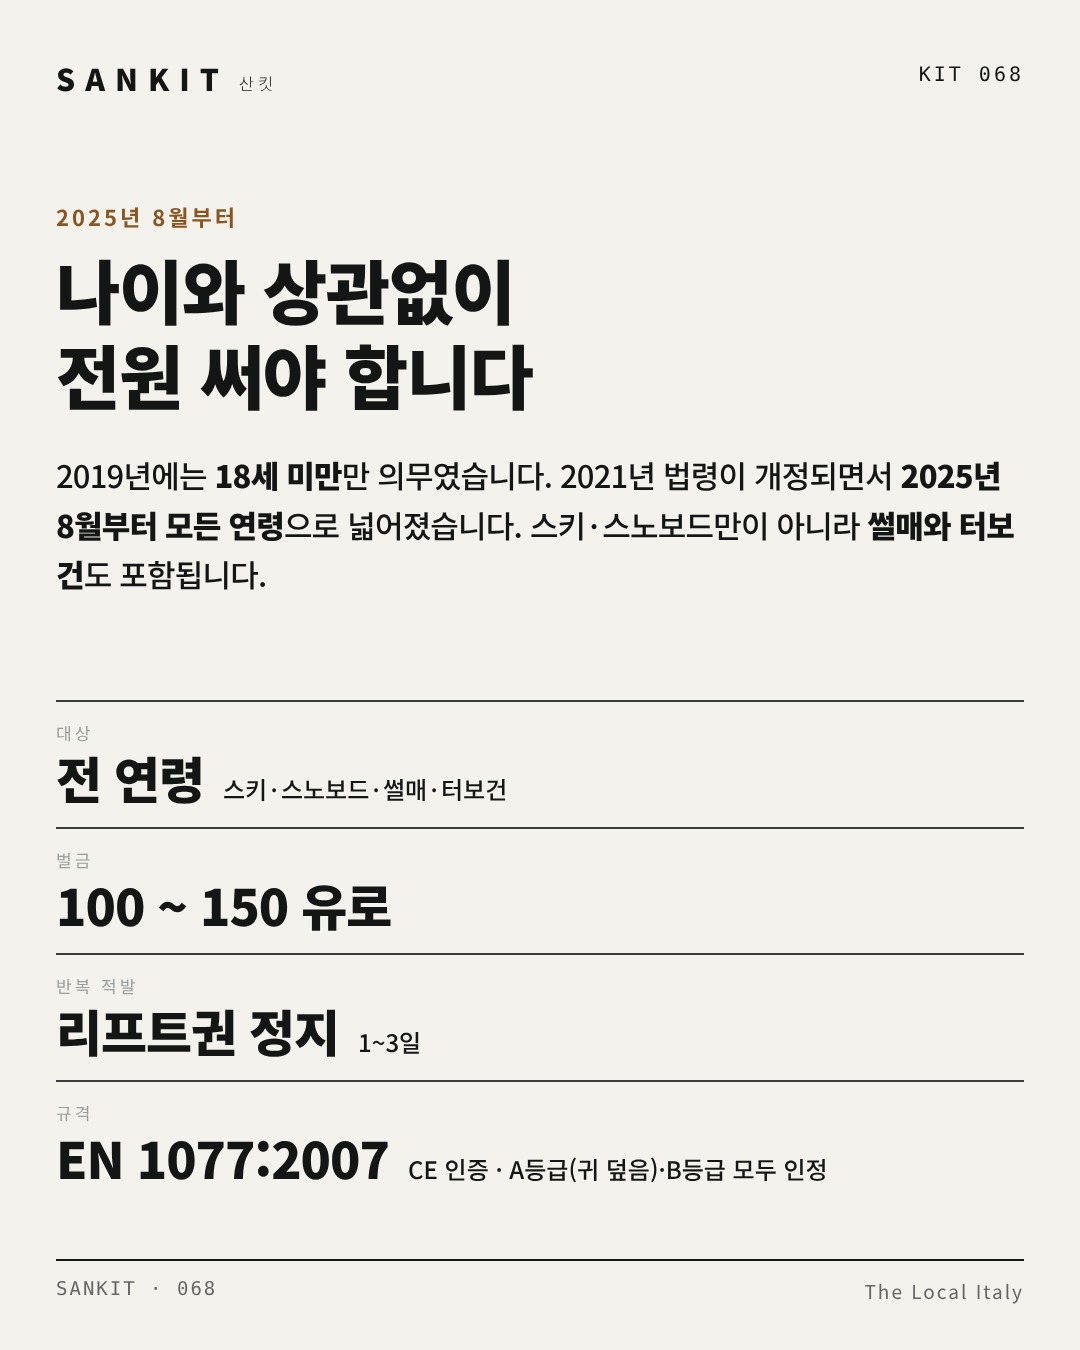 SANKIT 산킷
KIT 068
2025년 8월부터
나이와 상관없이
전원 써야 합니다
2019년에는 18세 미만만 의무였습니다. 2021년 법령이 개정되면서 2025년
8월부터 모든 연령으로 넓어졌습니다. 스키·스노보드만이 아니라 썰매와 터보
건도 포함됩니다.
대상
전 연령 스키·스노보드·썰매·터보건
벌금
100 ~ 150 유로
반복 적발
리프트권 정지 1~3일
규격
EN 1077:2007 CE 인증 · A등급(귀 덮음)·B등급 모두 인정
SANKIT · 068
The Local Italy